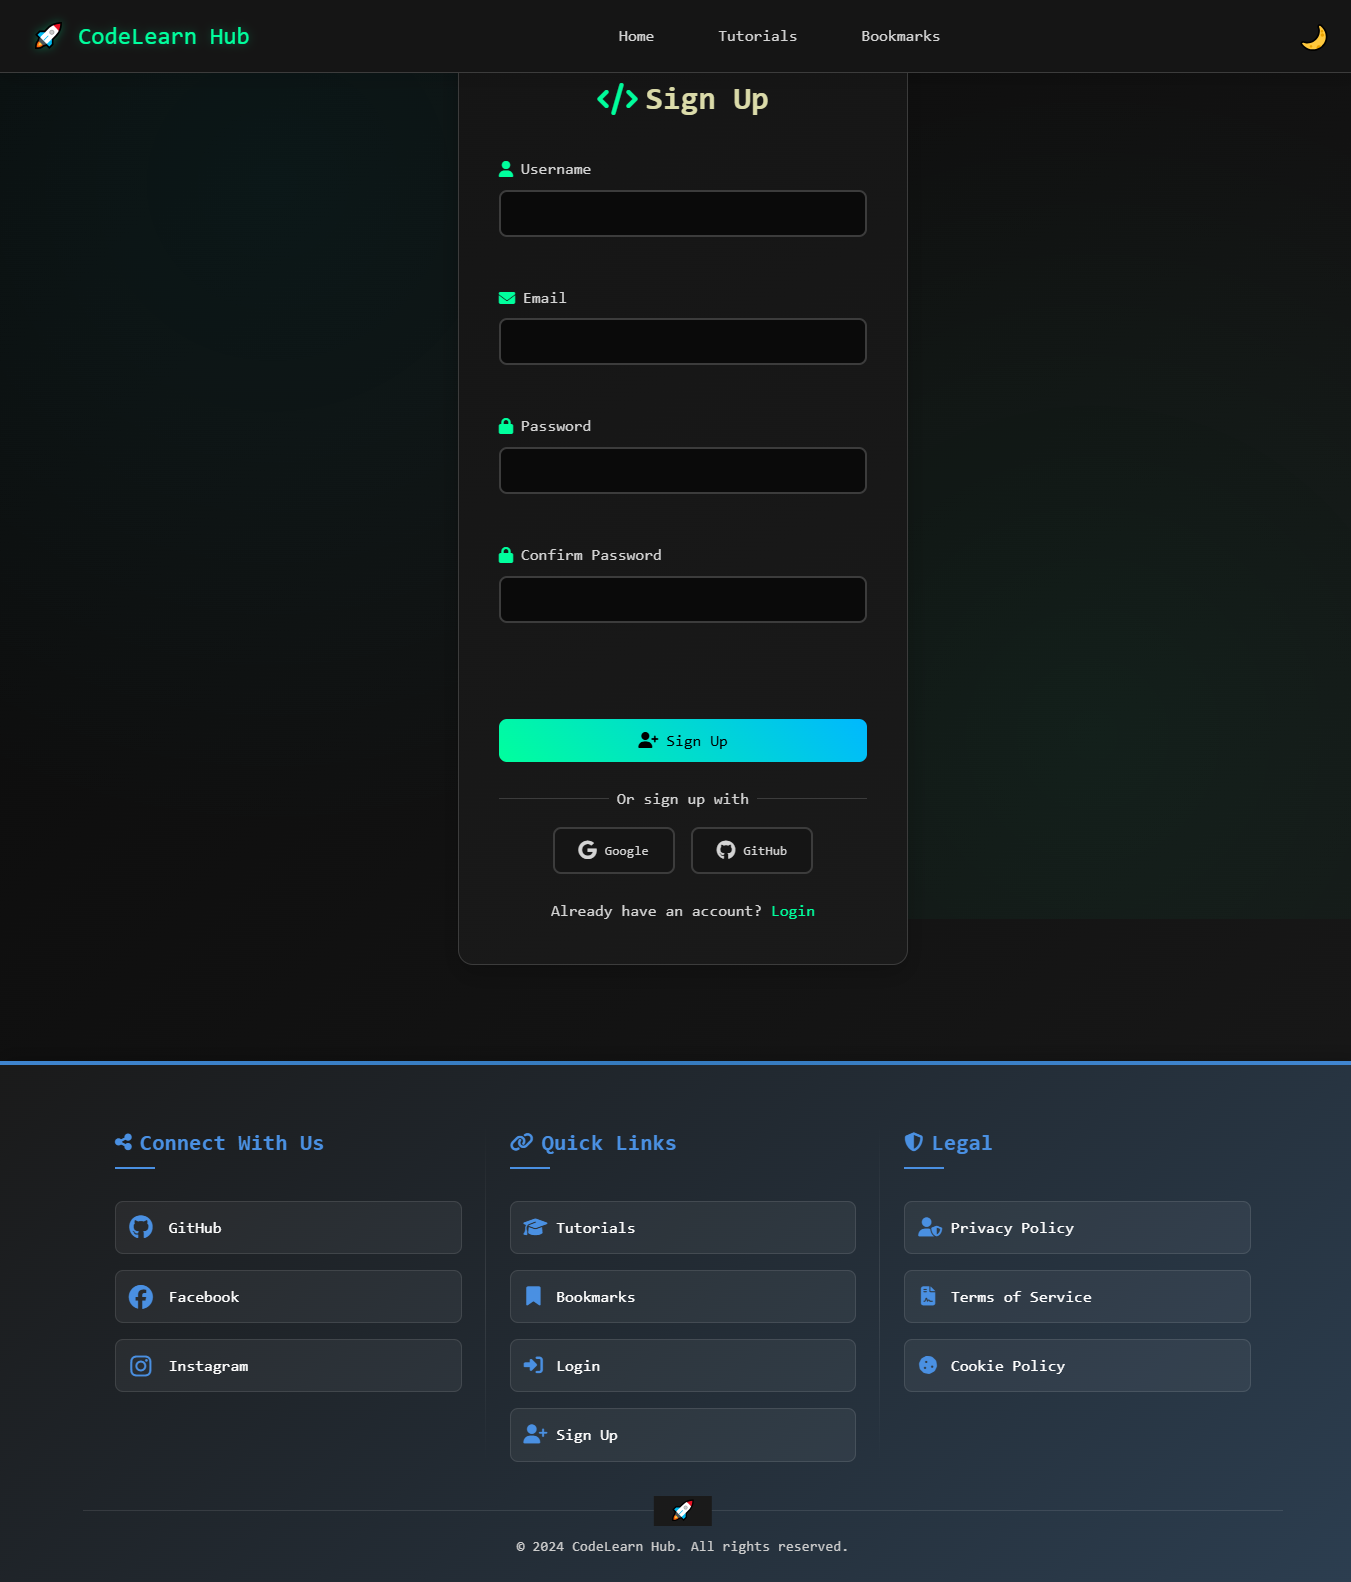 CodeLearn Hub
Home
Tutorials
Bookmarks
Sign Up
Username
Email
Password
Confirm Password
Sign Up
Or sign up with
Google
GitHub
Already have an account? Login
Connect With Us
GitHub
Facebook
Instagram
Quick Links
Tutorials
Bookmarks
Login
Sign Up
Legal
Privacy Policy
Terms of Service
Cookie Policy
© 2024 CodeLearn Hub. All rights reserved.